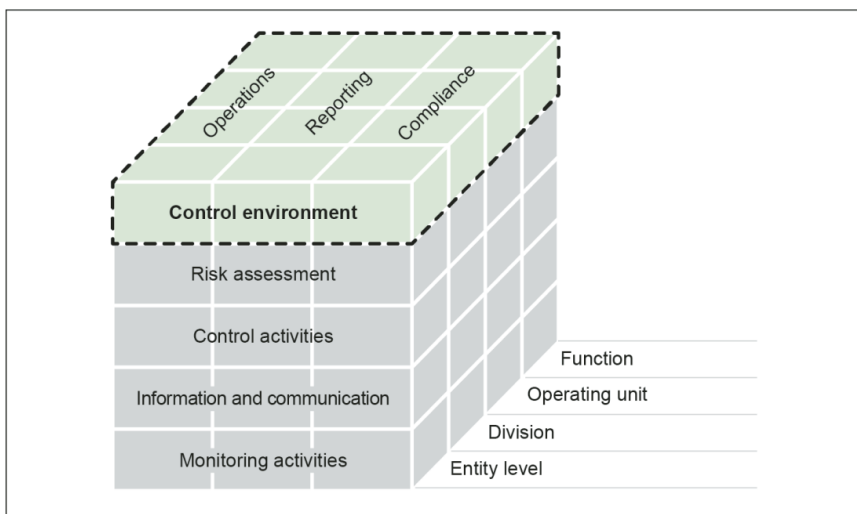 Operations
Reporting
Compliance
Control environment
Risk assessment
Control activities
Information and communication
Monitoring activities
Function
Operating unit
Division
Entity level